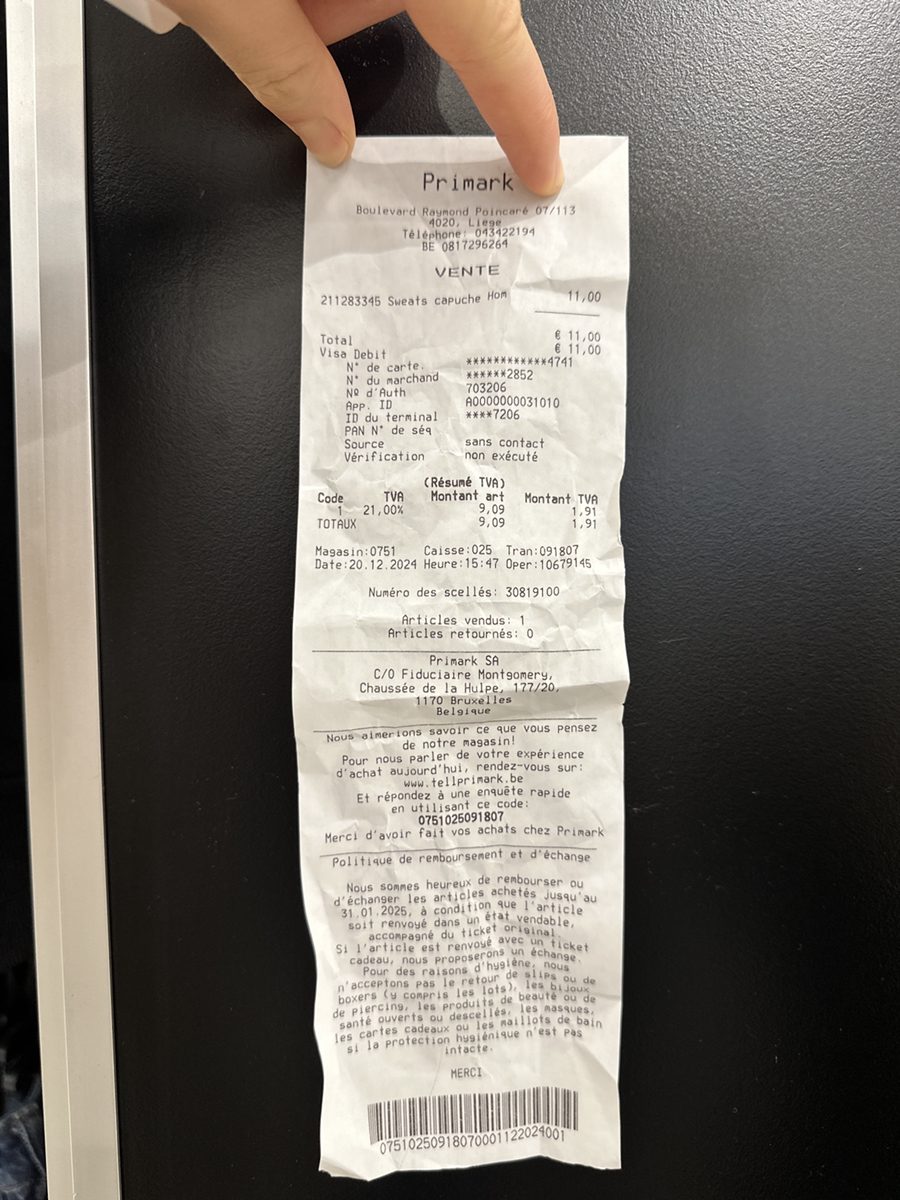 Primark
Boulevard Raymond Poincaré 07/113
4020, Liege
Téléphone: 043422194
BE 0817296264
VENTE
211283345 Sweats capuche Hom 11,00
Total € 11,00
Visa Debit € 11,00
N° de carte. ************4741
N° du marchand ******2852
Nº d'Auth 703206
App. ID A0000000031010
ID du terminal ****7206
PAN N° de séq
Source sans contact
Vérification non exécuté
(Résumé TVA)
Code TVA Montant art Montant TVA
1 21,00% 9,09 1,91
TOTAUX 9,09 1,91
Magasin:0751 Caisse:025 Tran:091807
Date:20.12.2024 Heure:15:47 Oper:10679145
Numéro des scellés: 30819100
Articles vendus: 1
Articles retournés: 0
Primark SA
C/O Fiduciaire Montgomery,
Chaussée de la Hulpe, 177/20,
1170 Bruxelles
Belgique
Nous aimerions savoir ce que vous pensez
de notre magasin!
Pour nous parler de votre expérience
d'achat aujourd'hui, rendez-vous sur:
www.tellprimark.be
Et répondez à une enquête rapide
en utilisant ce code:
0751025091807
Merci d'avoir fait vos achats chez Primark
Politique de remboursement et d'échange
Nous sommes heureux de rembourser ou
d'échanger les articles achetés jusqu'au
31.01.2025, à condition que l'article
soit renvoyé dans un état vendable,
accompagné du ticket original.
Si l'article est renvoyé avec un ticket
cadeau, nous proposerons un échange.
Pour des raisons d'hygiène, nous
n'acceptons pas le retour de slips ou de
boxers (y compris les lots), les bijoux
de piercing, les produits de beauté ou de
santé ouverts ou descellés, les masques,
les cartes cadeaux ou les maillots de bain
si la protection hygiénique n'est pas
intacte.
MERCI
07510250918070001122024001